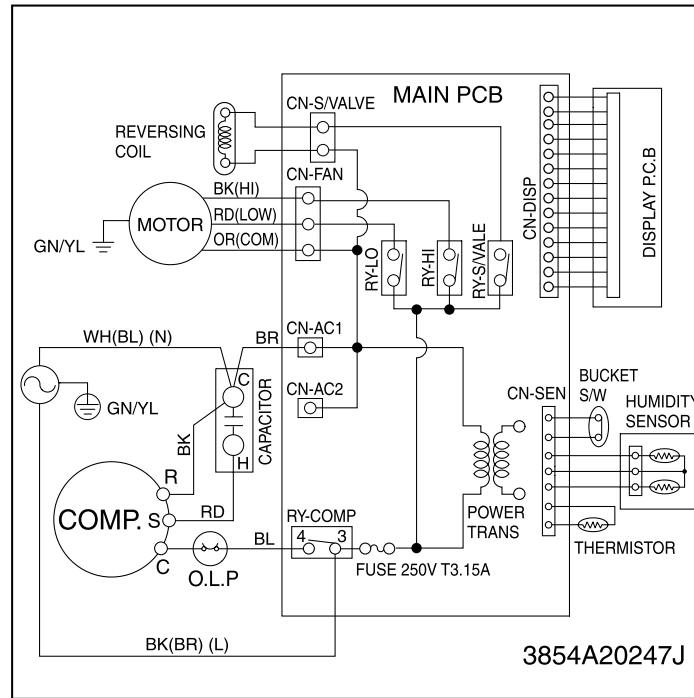 MAIN PCB
CN-S/VALVE
REVERSING
COIL
CN-FAN
BK(HI)
RD(LOW)
OR(COM)
MOTOR
GN/YL
RY-LO
RY-HI
RY-S/VALE
CN-DISP
DISPLAY P.C.B
WH(BL) (N)
BR
CN-AC1
CN-AC2
GN/YL
C
H
CAPACITOR
BK
R
COMP.
S
RD
C
O.L.P
BL
RY-COMP
4
3
FUSE 250V T3.15A
POWER
TRANS
CN-SEN
BUCKET
S/W
HUMIDITY
SENSOR
THERMISTOR
BK(BR) (L)
3854A20247J